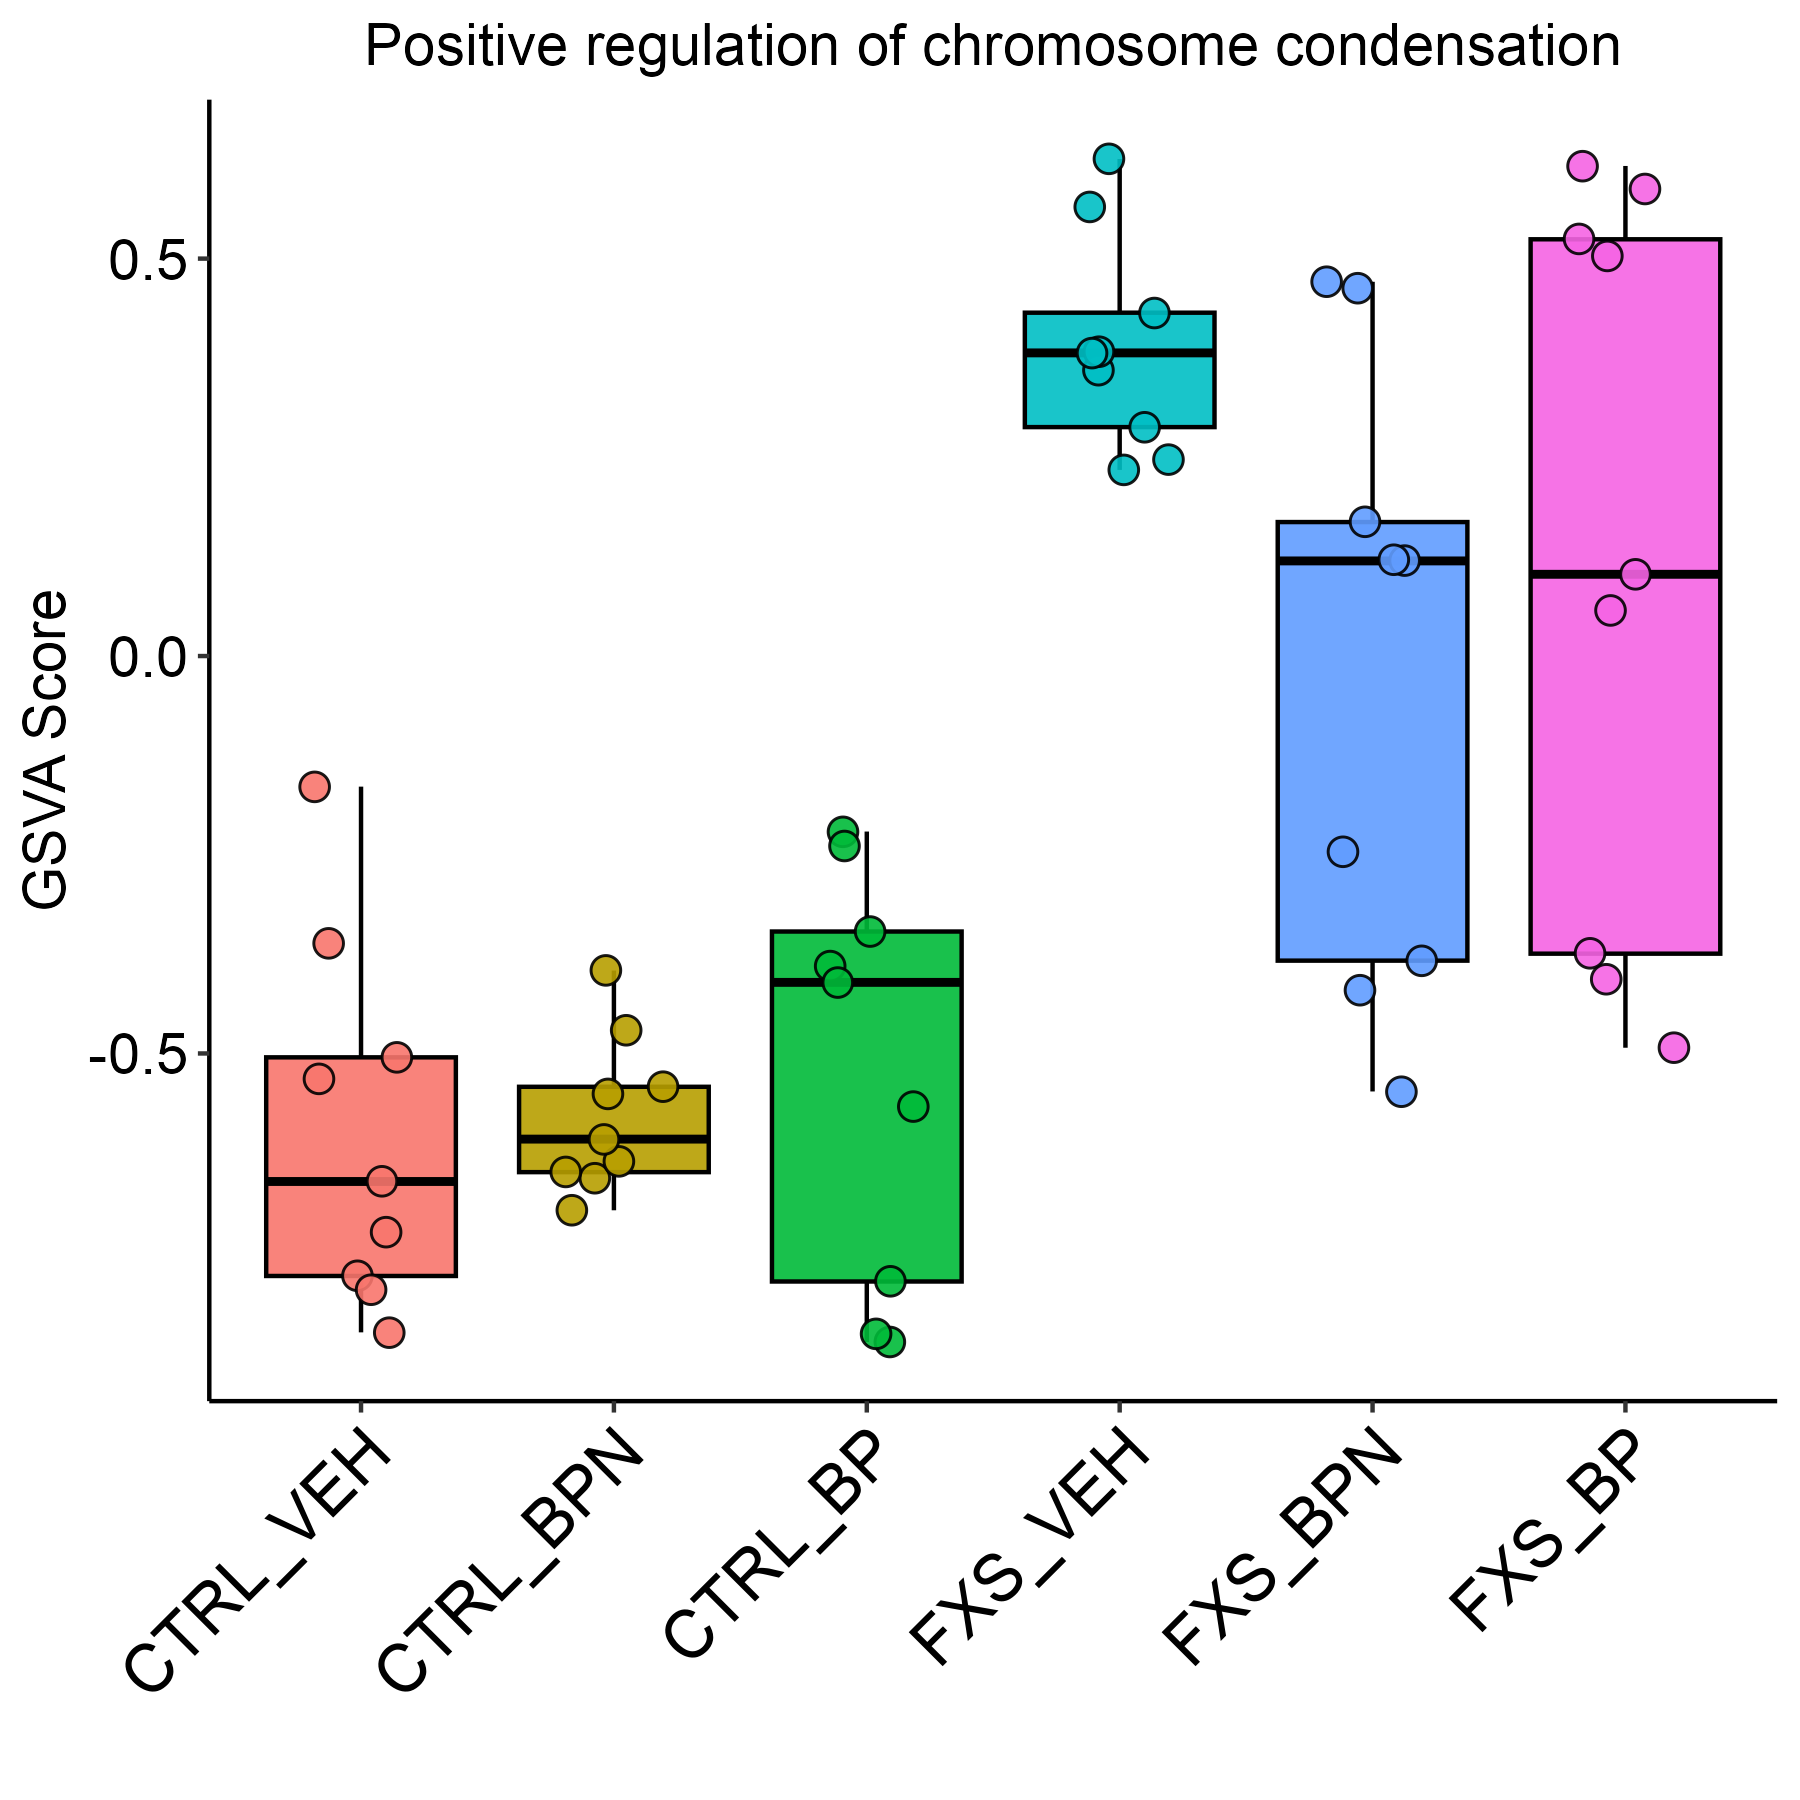 Positive regulation of chromosome condensation
GSVA Score
0.5
0.0
-0.5
CTRL_VEH
CTRL_BPN
CTRL_BP
FXS_VEH
FXS_BPN
FXS_BP